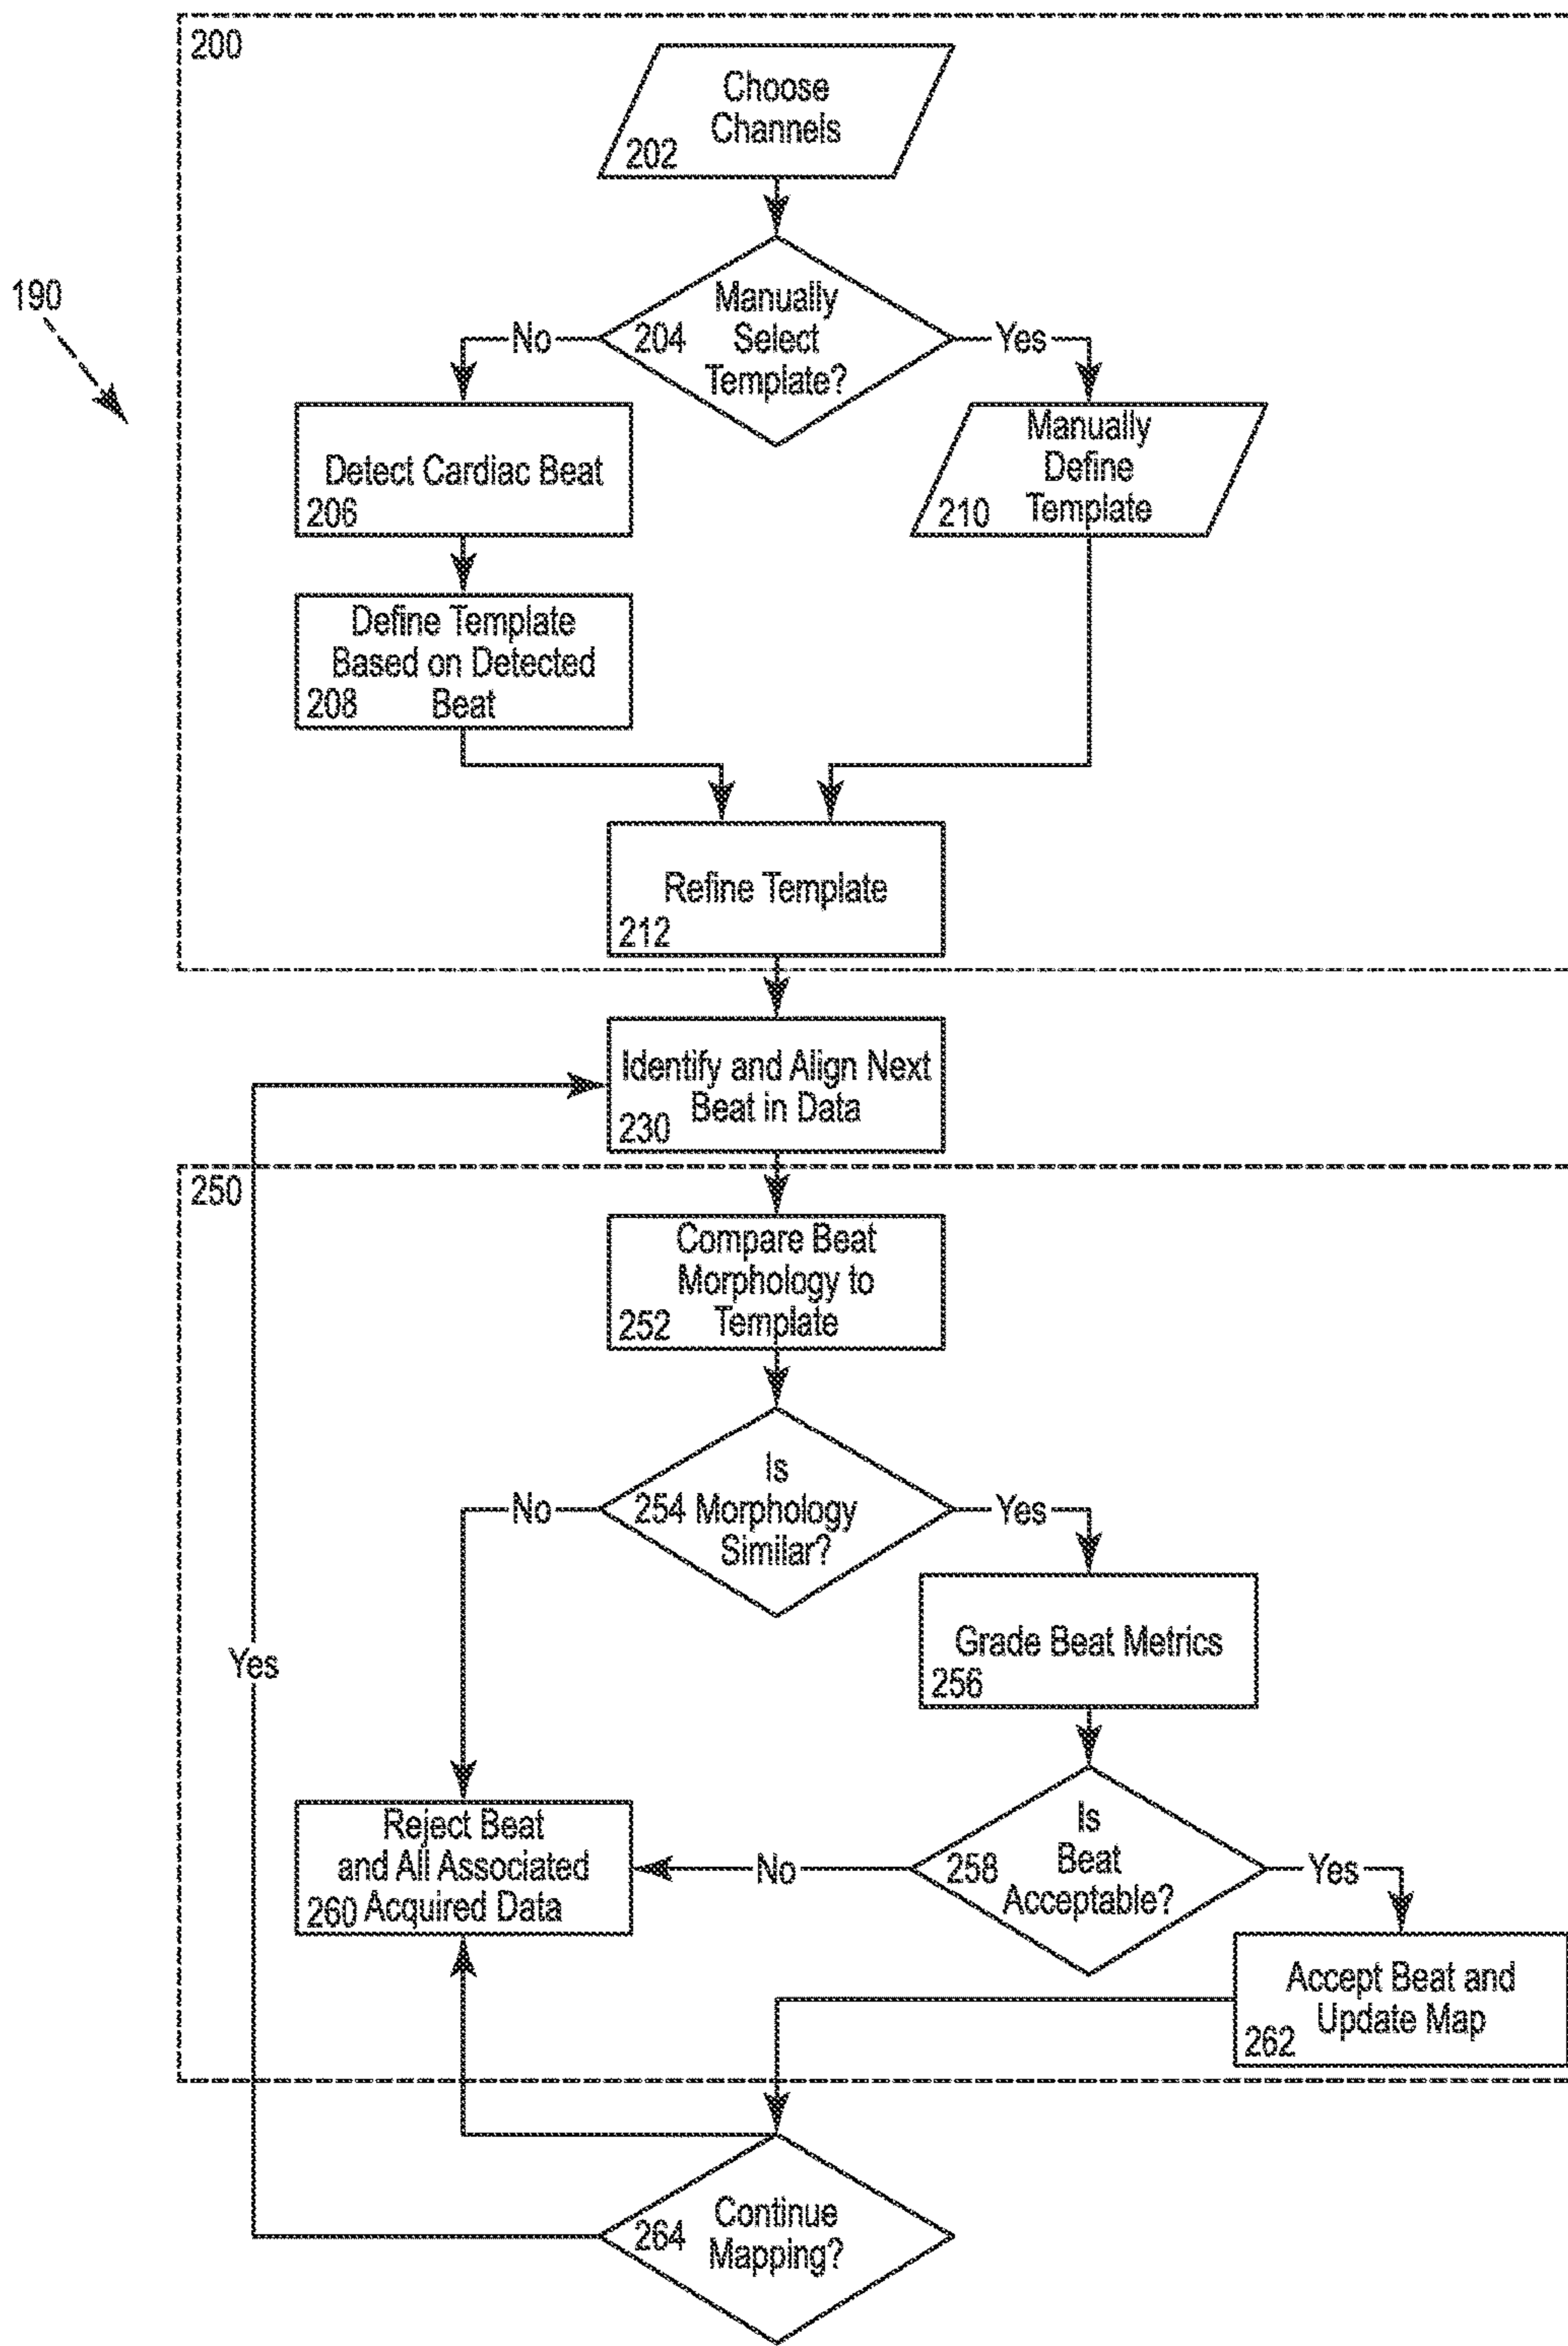 200
Choose
Channels
202
190
Manually
Select
Template?
204
No
Yes
Detect Cardiac Beat
206
Manually
Define
Template
210
Define Template
Based on Detected
Beat
208
Refine Template
212
Identify and Align Next
Beat in Data
230
250
Compare Beat
Morphology to
Template
252
Is
Morphology
Similar?
254
No
Yes
Grade Beat Metrics
256
Yes
Reject Beat
and All Associated
Acquired Data
260
No
Is
Beat
Acceptable?
258
Yes
Accept Beat and
Update Map
262
Continue
Mapping?
264